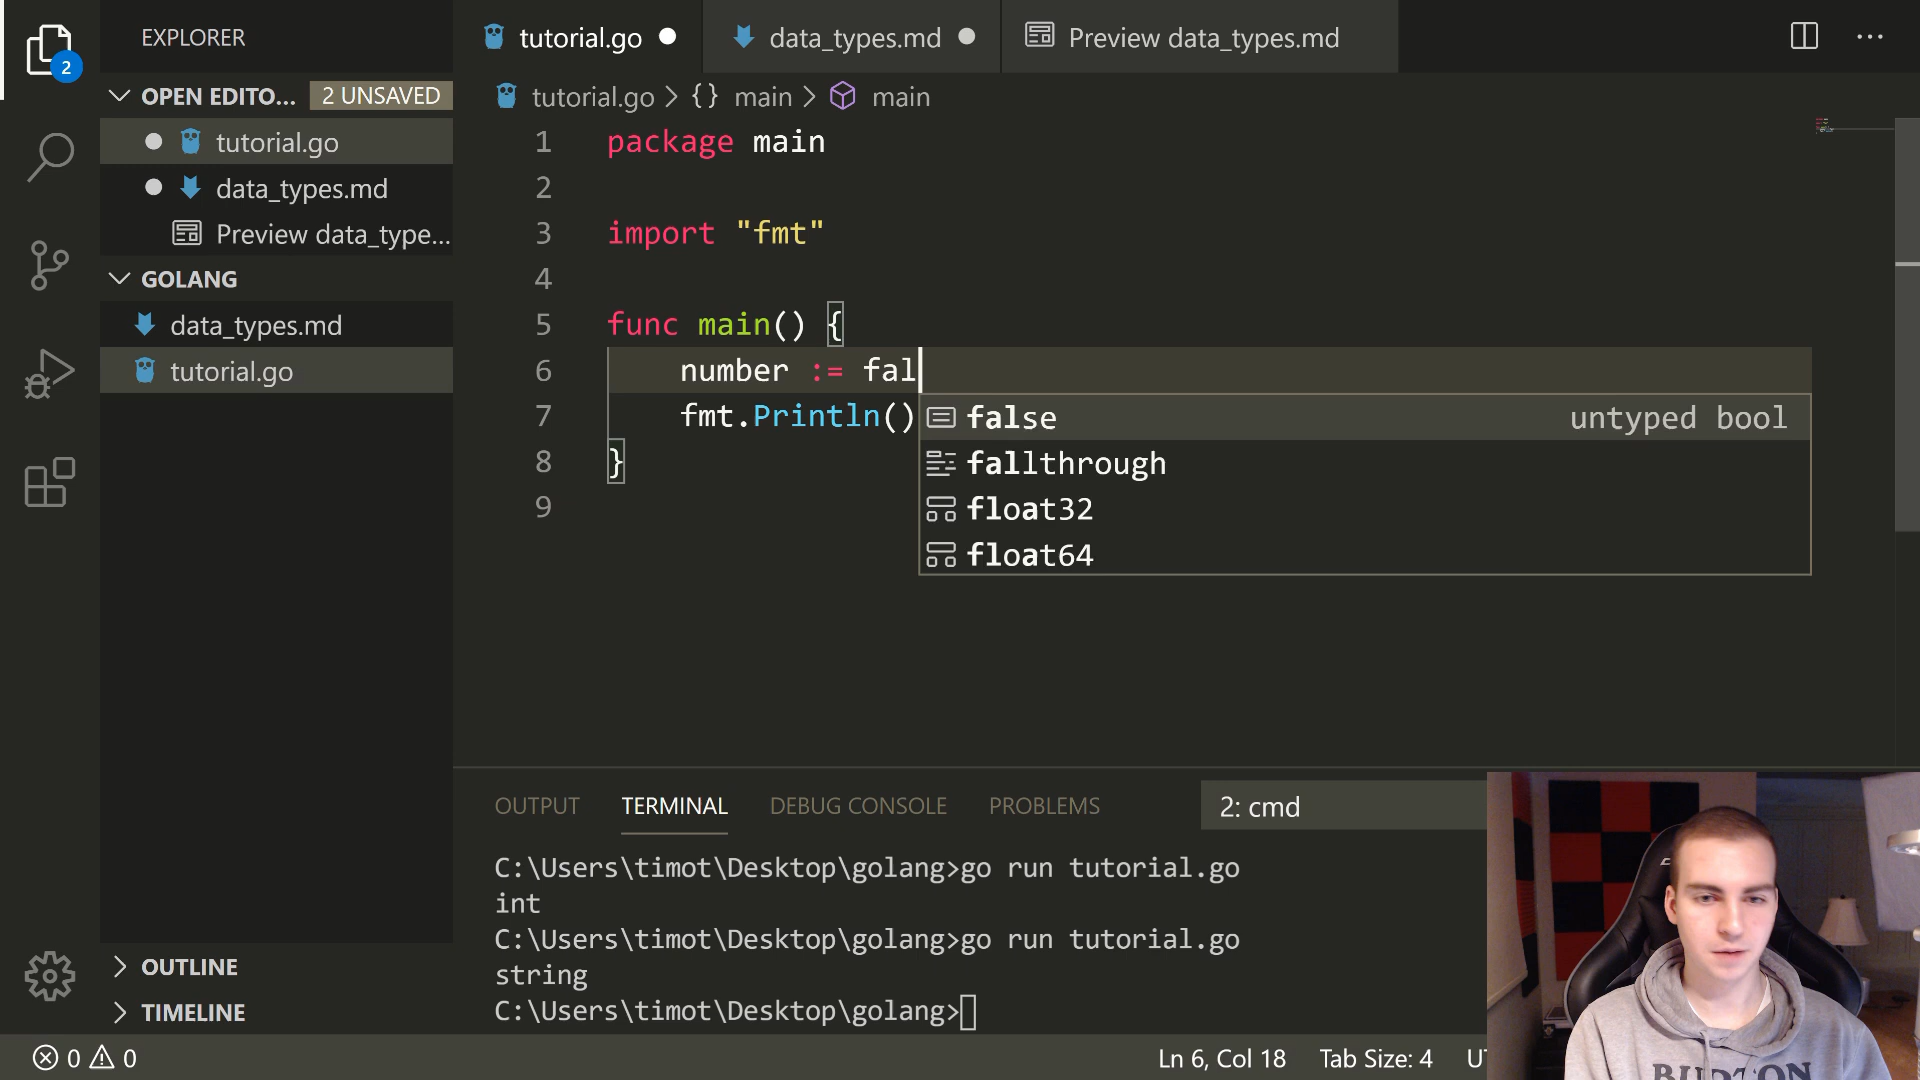 EXPLORER
OPEN EDITO... 2 UNSAVED
tutorial.go
data_types.md
Preview data_type...
GOLANG
data_types.md
tutorial.go
OUTLINE
TIMELINE
2
tutorial.go
data_types.md
Preview data_types.md
tutorial.go > {} main > main
1 package main
2
3 import "fmt"
4
5 func main() {
6 number := fal
7 fmt.Println()
8 }
9
false untyped bool
fallthrough
float32
float64
OUTPUT TERMINAL DEBUG CONSOLE PROBLEMS 2: cmd
C:\Users\timot\Desktop\golang>go run tutorial.go
int
C:\Users\timot\Desktop\golang>go run tutorial.go
string
C:\Users\timot\Desktop\golang>
0 0 Ln 6, Col 18 Tab Size: 4